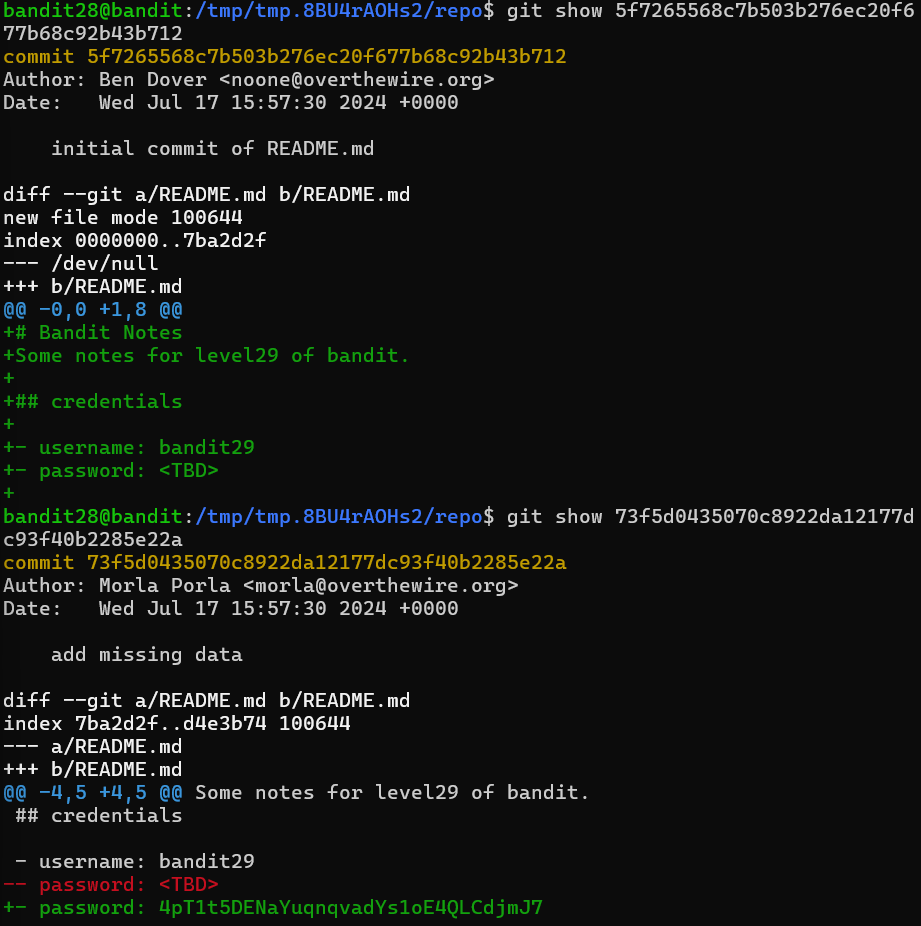 bandit28@bandit:/tmp/tmp.8BU4rAOHs2/repo$ git show 5f7265568c7b503b276ec20f6
77b68c92b43b712
commit 5f7265568c7b503b276ec20f677b68c92b43b712
Author: Ben Dover <noone@overthewire.org>
Date:   Wed Jul 17 15:57:30 2024 +0000

    initial commit of README.md

diff --git a/README.md b/README.md
new file mode 100644
index 0000000..7ba2d2f
--- /dev/null
+++ b/README.md
@@ -0,0 +1,8 @@
+# Bandit Notes
+Some notes for level29 of bandit.
+
+## credentials
+
+- username: bandit29
+- password: <TBD>
+
bandit28@bandit:/tmp/tmp.8BU4rAOHs2/repo$ git show 73f5d0435070c8922da12177d
c93f40b2285e22a
commit 73f5d0435070c8922da12177dc93f40b2285e22a
Author: Morla Porla <morla@overthewire.org>
Date:   Wed Jul 17 15:57:30 2024 +0000

    add missing data

diff --git a/README.md b/README.md
index 7ba2d2f..d4e3b74 100644
--- a/README.md
+++ b/README.md
@@ -4,5 +4,5 @@ Some notes for level29 of bandit.
 ## credentials

 - username: bandit29
-- password: <TBD>
+- password: 4pT1t5DENaYuqnqvadYs1oE4QLCdjmJ7